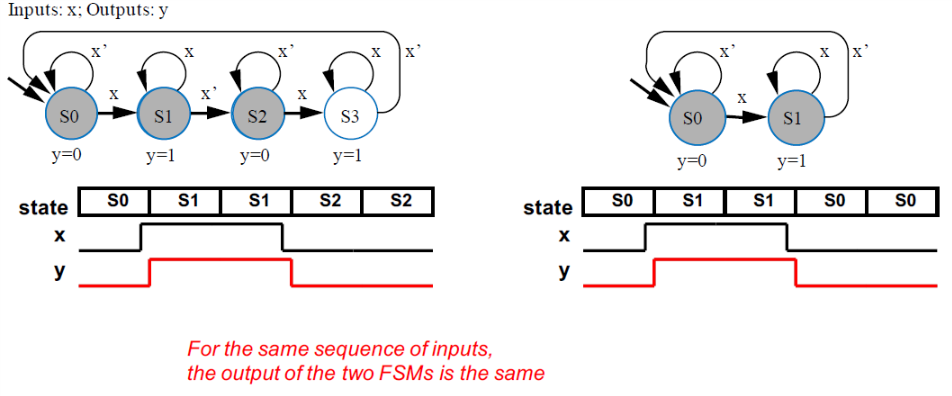 Inputs: x; Outputs: y
x' x x' x x'
x x' x
S0 S1 S2 S3
y=0 y=1 y=0 y=1
state S0 S1 S1 S2 S2
x
y
x' x x'
x
S0 S1
y=0 y=1
state S0 S1 S1 S0 S0
x
y
For the same sequence of inputs,
the output of the two FSMs is the same